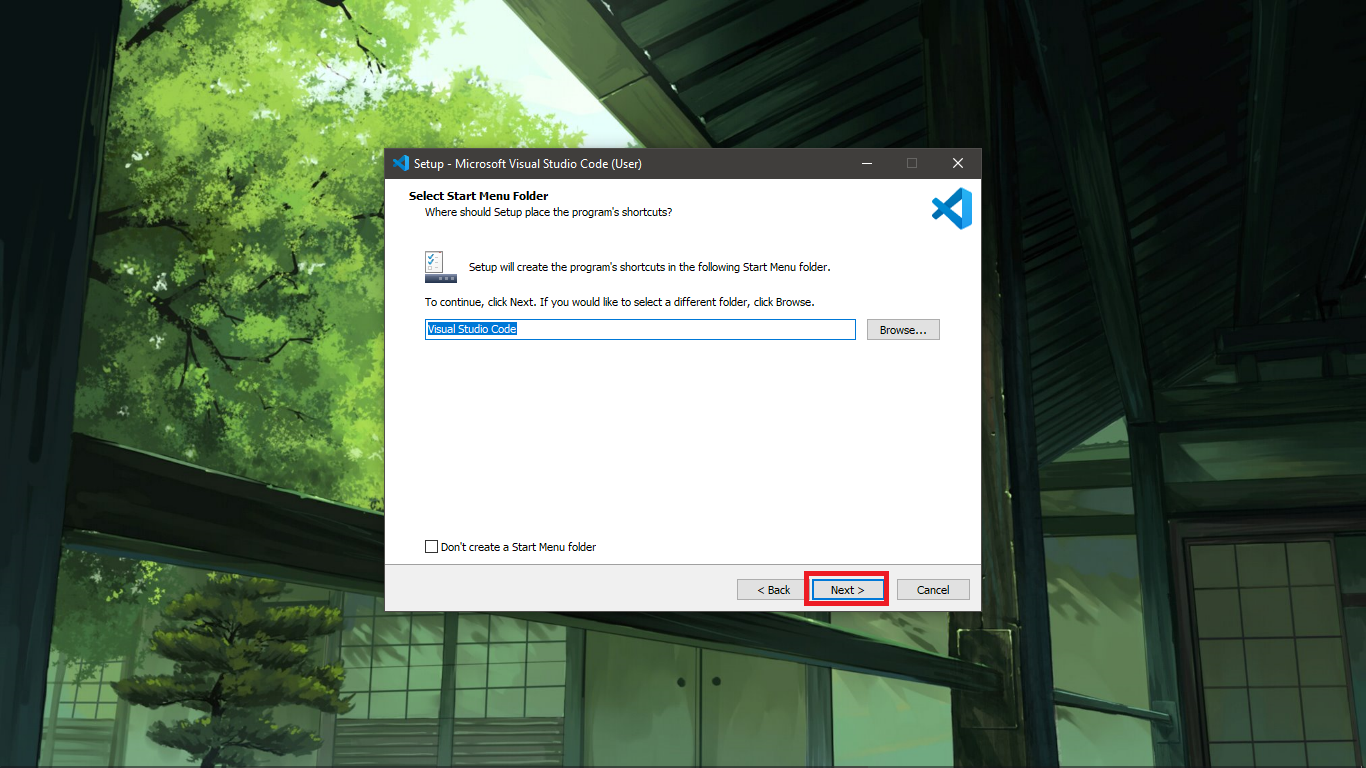 Setup - Microsoft Visual Studio Code (User)
Select Start Menu Folder
Where should Setup place the program's shortcuts?
Setup will create the program's shortcuts in the following Start Menu folder.
To continue, click Next. If you would like to select a different folder, click Browse.
Visual Studio Code
Browse...
Don't create a Start Menu folder
< Back
Next >
Cancel